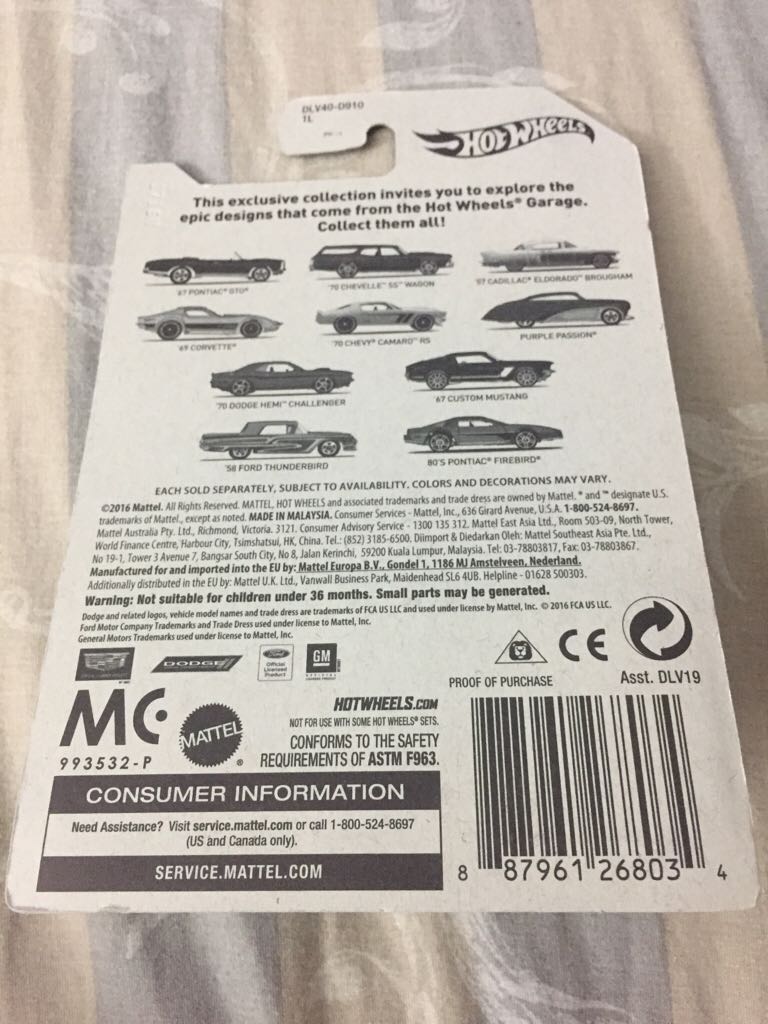 DLV40-D910
1L
HOT WHEELS
This exclusive collection invites you to explore the
epic designs that come from the Hot Wheels® Garage.
Collect them all!
'67 PONTIAC® GTO®
'70 CHEVELLE™ SS™ WAGON
'57 CADILLAC® ELDORADO™ BROUGHAM
'69 CORVETTE®
'70 CHEVY® CAMARO™ RS
PURPLE PASSION®
'70 DODGE HEMI™ CHALLENGER
'67 CUSTOM MUSTANG
'58 FORD THUNDERBIRD
80'S PONTIAC® FIREBIRD®
EACH SOLD SEPARATELY, SUBJECT TO AVAILABILITY. COLORS AND DECORATIONS MAY VARY.
©2016 Mattel. All Rights Reserved. MATTEL, HOT WHEELS and associated trademarks and trade dress are owned by Mattel. ® and ™ designate U.S.
trademarks of Mattel, except as noted. MADE IN MALAYSIA. Consumer Services - Mattel, Inc., 636 Girard Avenue, U.S.A. 1-800-524-8697.
Mattel Australia Pty. Ltd., Richmond, Victoria. 3121. Consumer Advisory Service - 1300 135 312. Mattel East Asia Ltd., Room 503-09, North Tower,
World Finance Centre, Harbour City, Tsimshatsui, HK, China. Tel.: (852) 3185-6500. Diimport & Diedarkan Oleh: Mattel Southeast Asia Pte. Ltd.,
No 19-1, Tower 3 Avenue 7, Bangsar South City, No 8, Jalan Kerinchi, 59200 Kuala Lumpur, Malaysia. Tel: 03-78803817, Fax: 03-78803867.
Manufactured for and imported into the EU by: Mattel Europa B.V., Gondel 1, 1186 MJ Amstelveen, Nederland.
Additionally distributed in the EU by: Mattel U.K. Ltd., Vanwall Business Park, Maidenhead SL6 4UB. Helpline - 01628 500303.
Warning: Not suitable for children under 36 months. Small parts may be generated.
Dodge and related logos, vehicle model names and trade dress are trademarks of FCA US LLC and used under license by Mattel, Inc. © 2016 FCA US LLC.
Ford Motor Company Trademarks and Trade Dress used under license to Mattel, Inc.
General Motors Trademarks used under license to Mattel, Inc.
DODGE
Ford
Official
Licensed
Product
GM
CE
PROOF OF PURCHASE
Asst. DLV19
MC
993532-P
MATTEL
®
HOTWHEELS.COM
NOT FOR USE WITH SOME HOT WHEELS® SETS.
CONFORMS TO THE SAFETY
REQUIREMENTS OF ASTM F963.
CONSUMER INFORMATION
Need Assistance? Visit service.mattel.com or call 1-800-524-8697
(US and Canada only).
SERVICE.MATTEL.COM
8 87961 26803 4